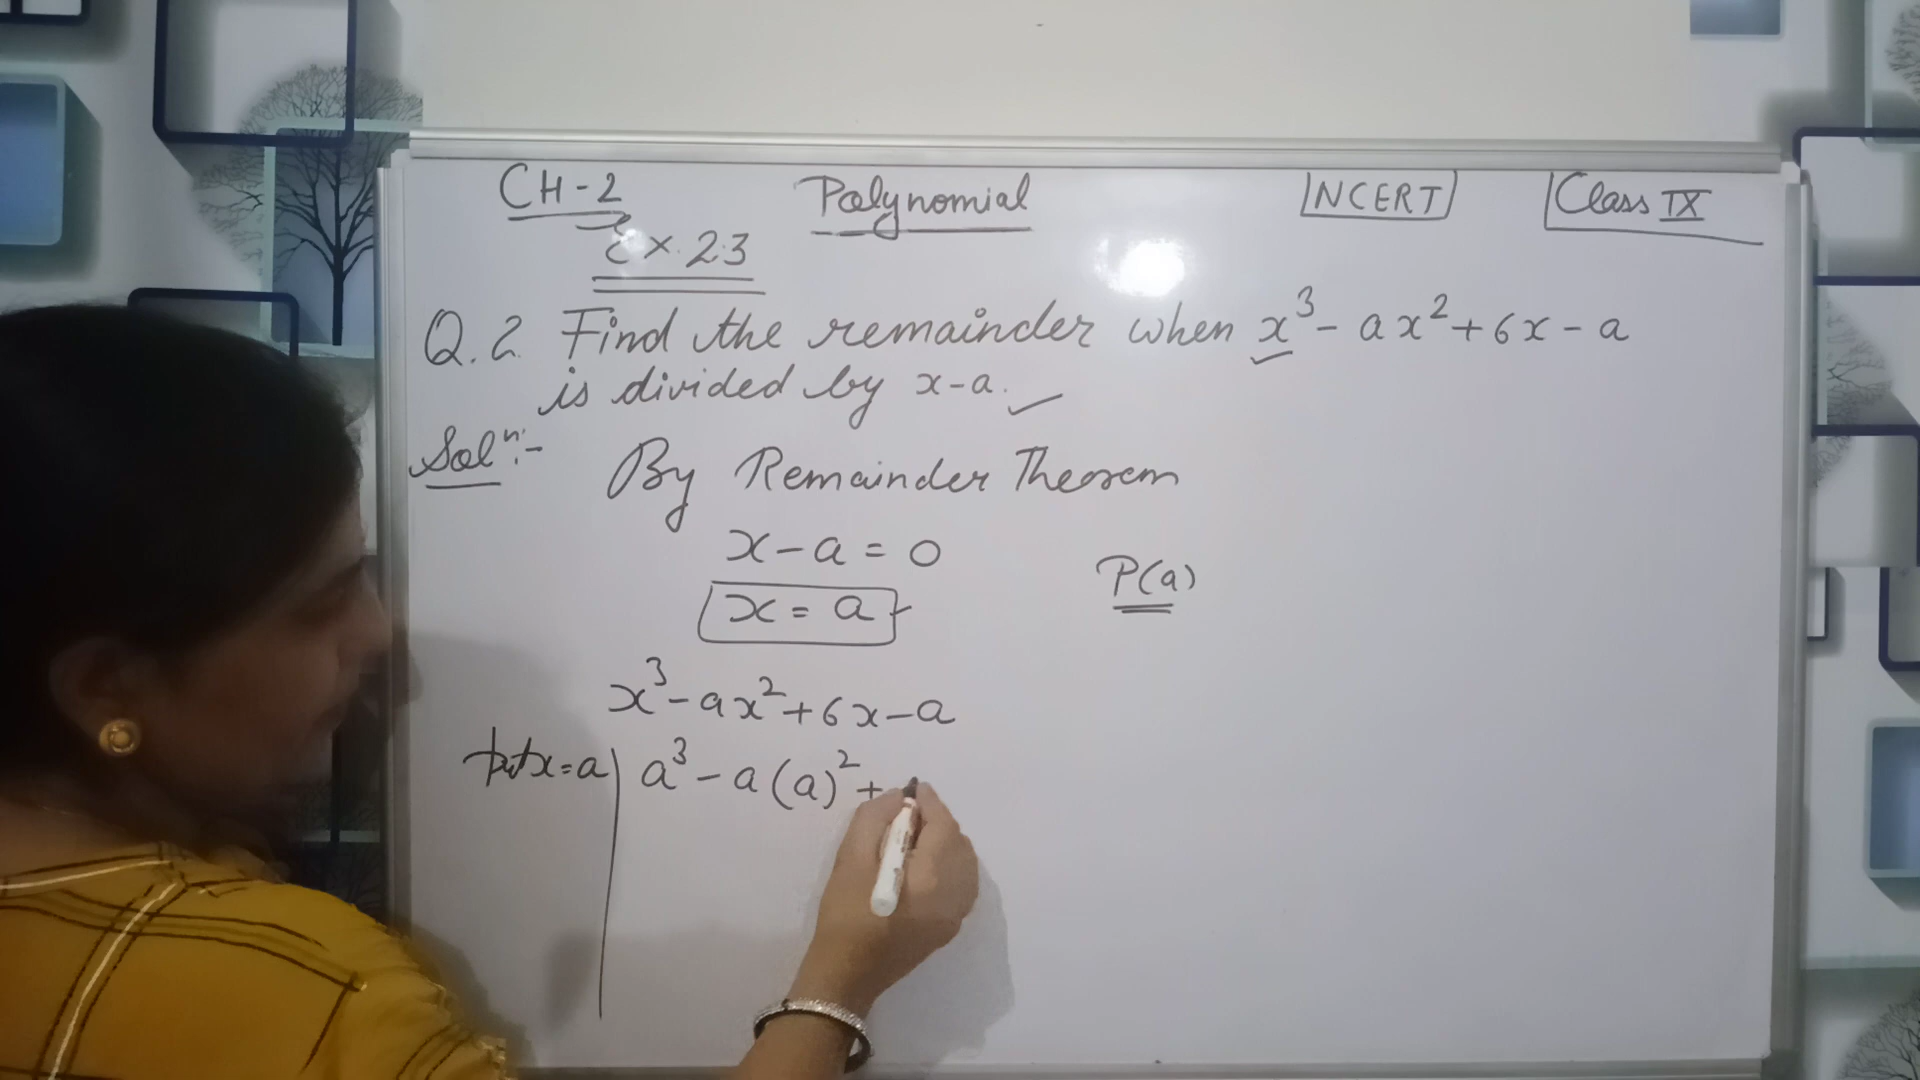 CH-2 Polynomial NCERT Class IX
Ex. 2.3
Q.2. Find the remainder when x³ - ax² + 6x - a
is divided by x-a.
Solⁿ:- By Remainder Theorem
x - a = 0
P(a)
x = a
x³ - ax² + 6x - a
Put x = a | a³ - a(a)² +